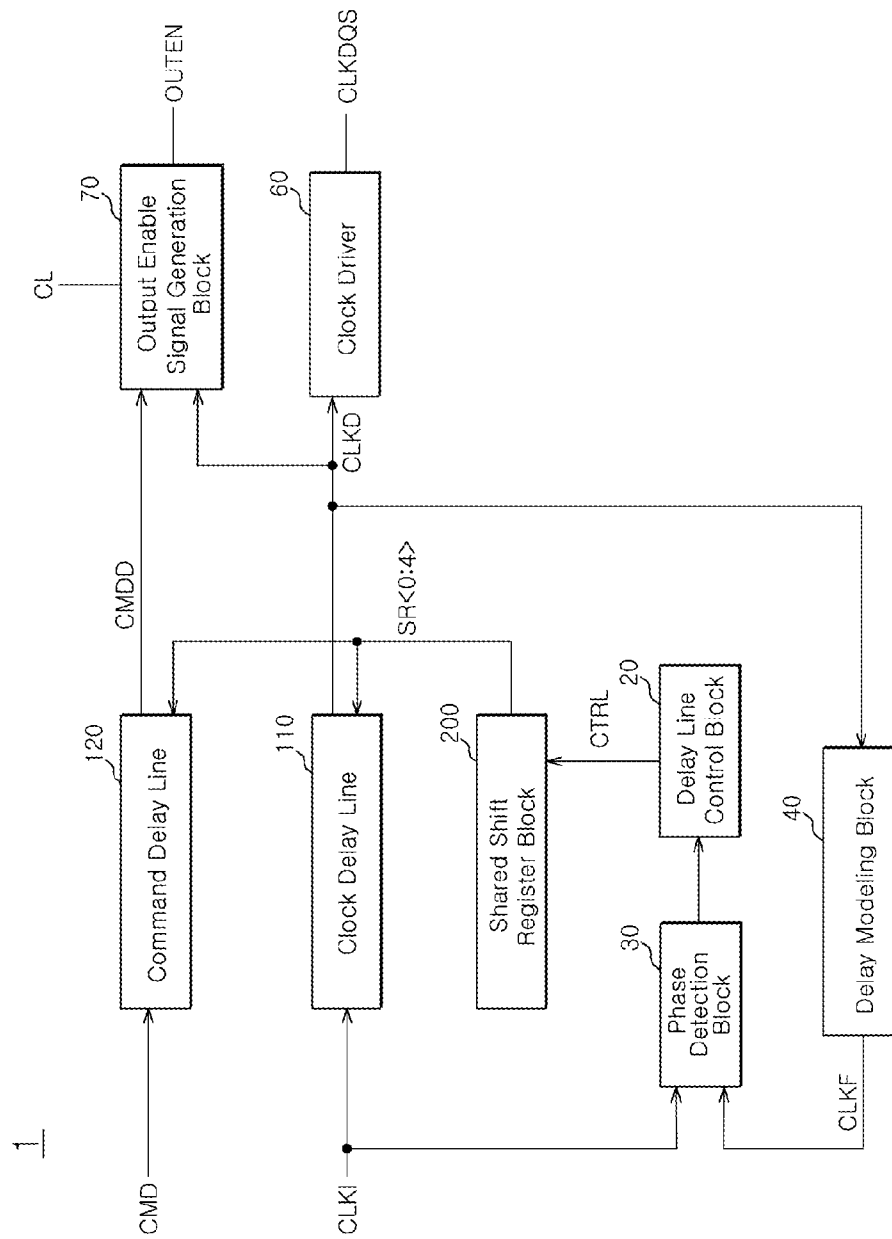 1
CMD
120
Command Delay Line
CMDD
CL
70
Output Enable
Signal Generation
Block
OUTEN
CLKI
110
Clock Delay Line
SR<0:4>
CLKD
60
Clock Driver
CLKDQS
200
Shared Shift
Register Block
CTRL
30
Phase
Detection
Block
20
Delay Line
Control Block
CLKF
40
Delay Modeling Block